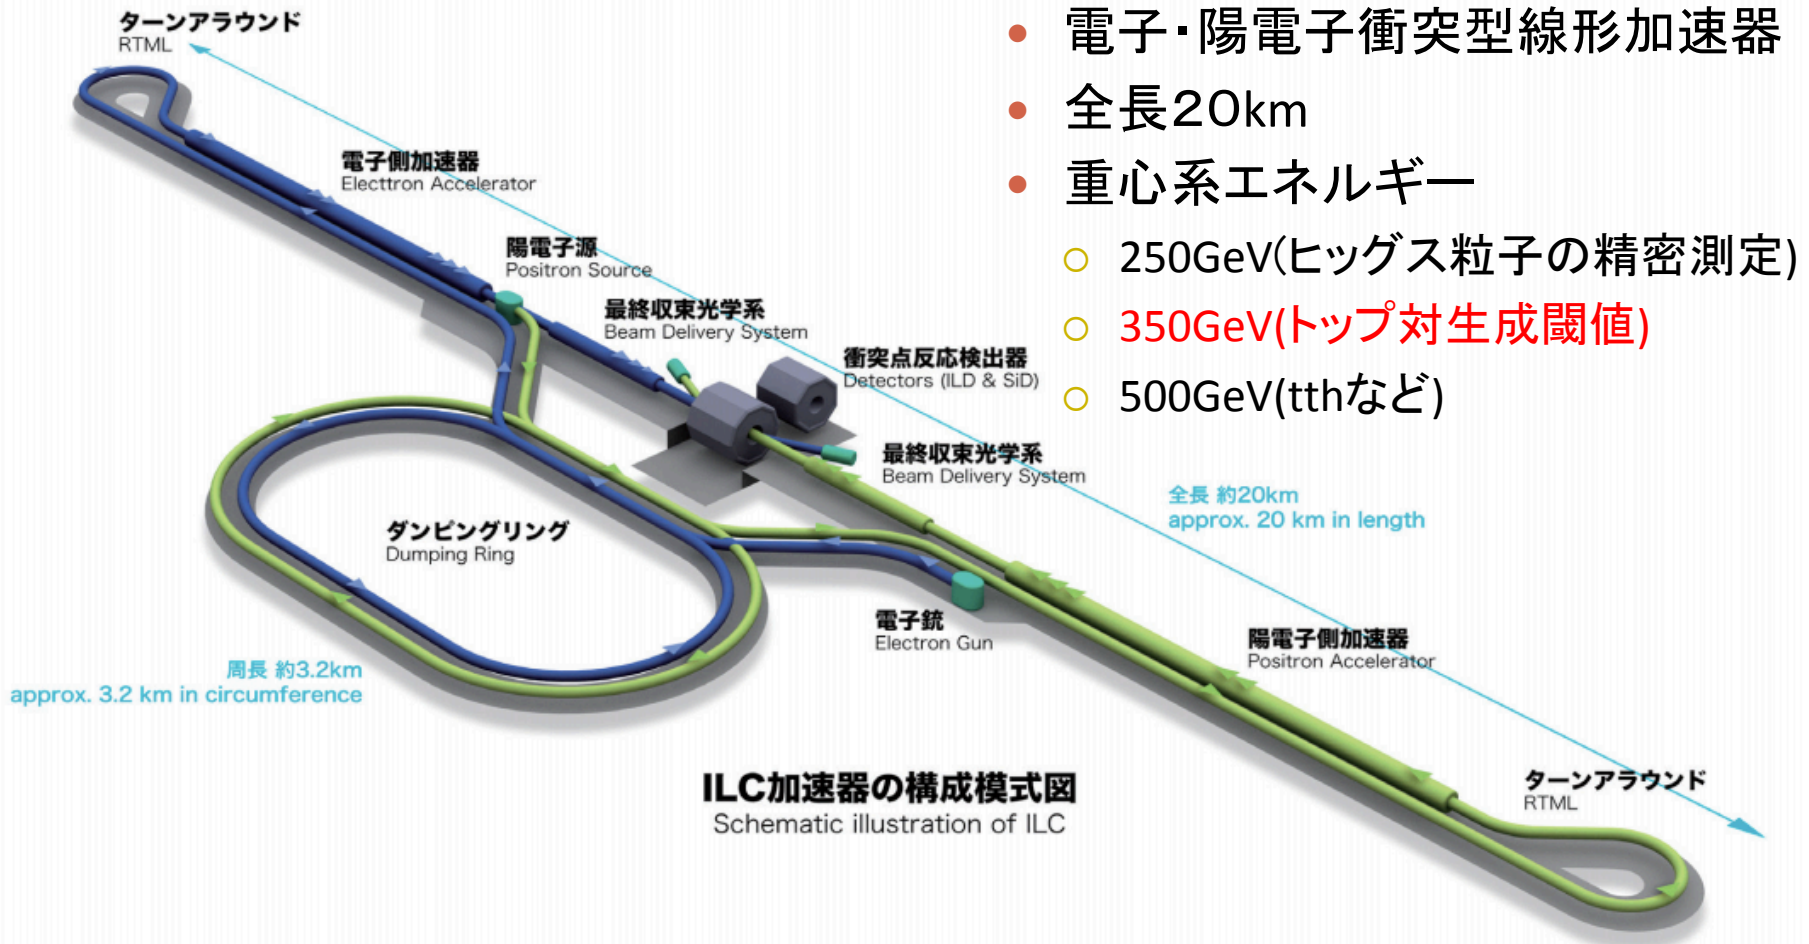 ターンアラウンド
RTML
電子・陽電子衝突型線形加速器
全長20km
重心系エネルギー
250GeV(ヒッグス粒子の精密測定)
350GeV(トップ対生成閾値)
500GeV(tthなど)
電子側加速器
Electtron Accelerator
陽電子源
Positron Source
最終収束光学系
Beam Delivery System
衝突点反応検出器
Detectors (ILD & SiD)
最終収束光学系
Beam Delivery System
全長 約20km
approx. 20 km in length
ダンピングリング
Dumping Ring
電子銃
Electron Gun
陽電子側加速器
Positron Accelerator
周長 約3.2km
approx. 3.2 km in circumference
ILC加速器の構成模式図
Schematic illustration of ILC
ターンアラウンド
RTML